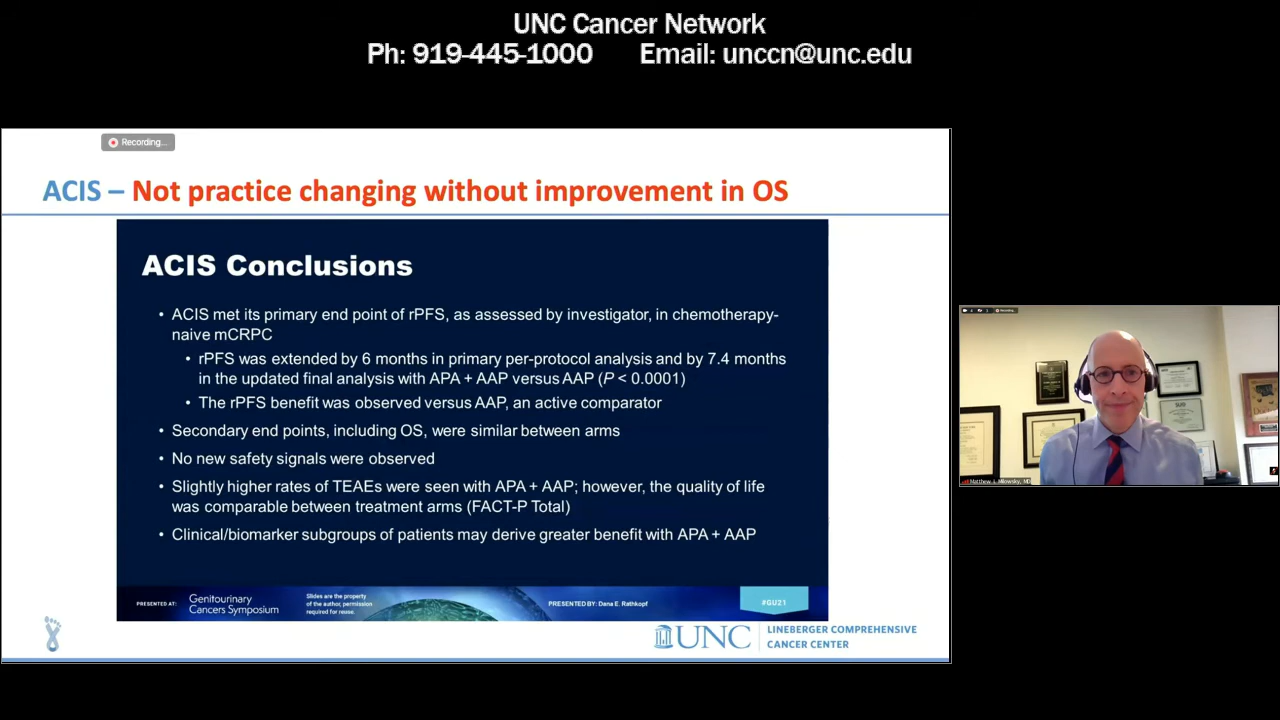 UNC Cancer Network
Ph: 919-445-1000 Email: unccn@unc.edu
Recording...
ACIS – Not practice changing without improvement in OS
ACIS Conclusions
• ACIS met its primary end point of rPFS, as assessed by investigator, in chemotherapy-
naive mCRPC
• rPFS was extended by 6 months in primary per-protocol analysis and by 7.4 months
in the updated final analysis with APA + AAP versus AAP (P < 0.0001)
• The rPFS benefit was observed versus AAP, an active comparator
• Secondary end points, including OS, were similar between arms
• No new safety signals were observed
• Slightly higher rates of TEAEs were seen with APA + AAP; however, the quality of life
was comparable between treatment arms (FACT-P Total)
• Clinical/biomarker subgroups of patients may derive greater benefit with APA + AAP
PRESENTED AT:
Genitourinary
Cancers Symposium
Slides are the property
of the author, permission
required for reuse.
PRESENTED BY: Dana E. Rathkopf
#GU21
UNC
LINEBERGER COMPREHENSIVE
CANCER CENTER
Recording...
Matthew I. Milowsky, MD